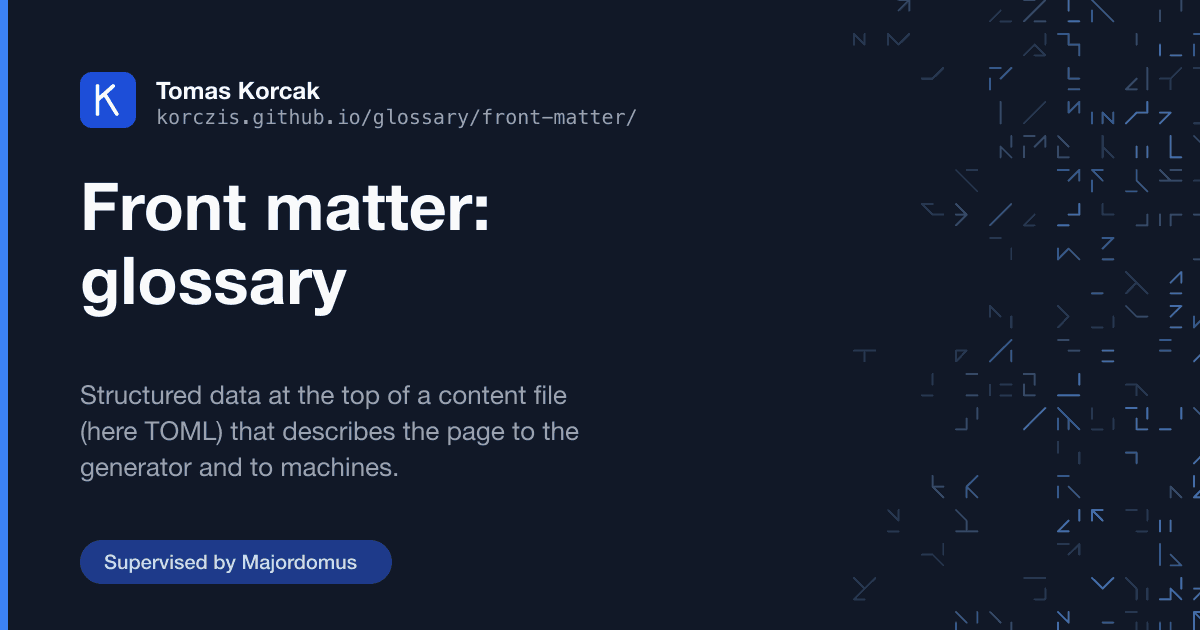 K
Tomas Korcak
korczis.github.io/glossary/front-matter/
Front matter:
glossary
Structured data at the top of a content file
(here TOML) that describes the page to the
generator and to machines.
Supervised by Majordomus